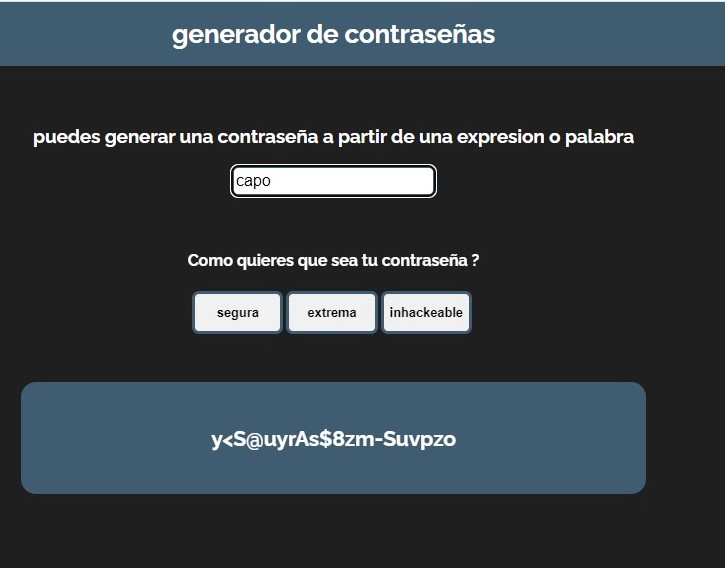 generador de contraseñas
puedes generar una contraseña a partir de una expresion o palabra
capo
Como quieres que sea tu contraseña ?
segura extrema inhackeable
y<S@uyrAs$8zm-Suvpzo